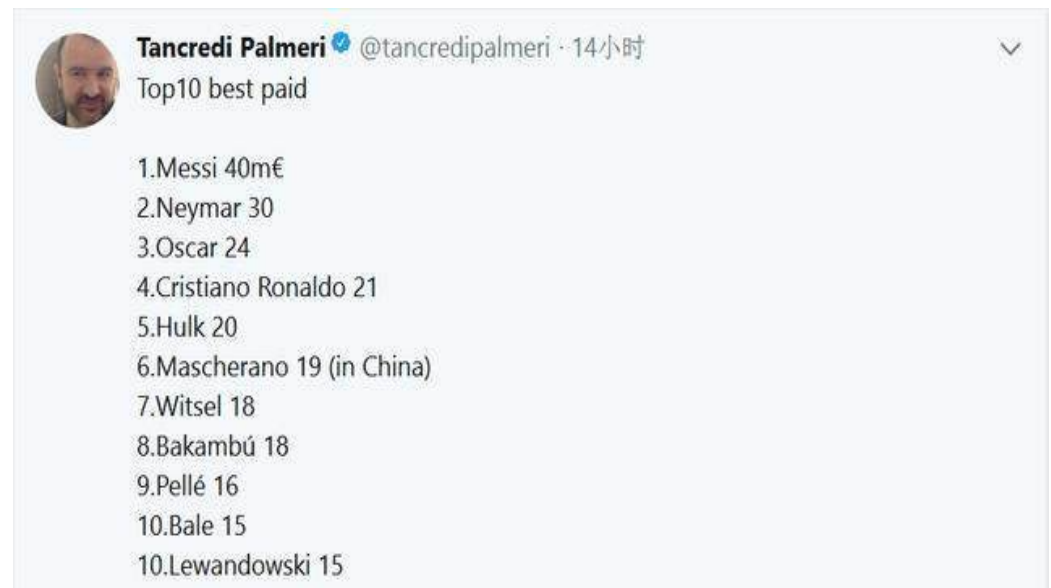 Tancredi Palmeri @tancredipalmeri · 14小时
Top10 best paid
1.Messi 40m€
2.Neymar 30
3.Oscar 24
4.Cristiano Ronaldo 21
5.Hulk 20
6.Mascherano 19 (in China)
7.Witsel 18
8.Bakambú 18
9.Pellé 16
10.Bale 15
10.Lewandowski 15